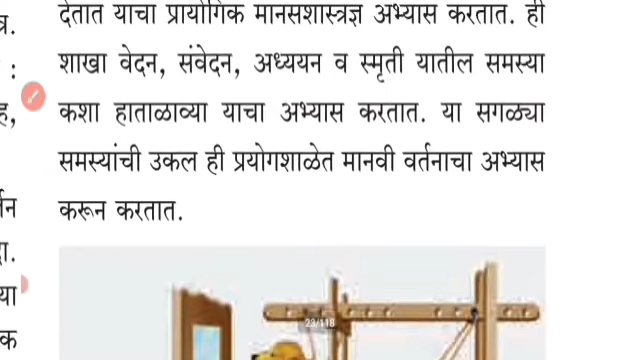 देतात याचा प्रायोगिक मानसशास्त्रज्ञ अभ्यास करतात. ही
शाखा वेदन, संवेदन, अध्ययन व स्मृती यातील समस्या
कशा हाताळाव्या याचा अभ्यास करतात. या सगळ्या
समस्यांची उकल ही प्रयोगशाळेत मानवी वर्तनाचा अभ्यास
करून करतात.
23/118